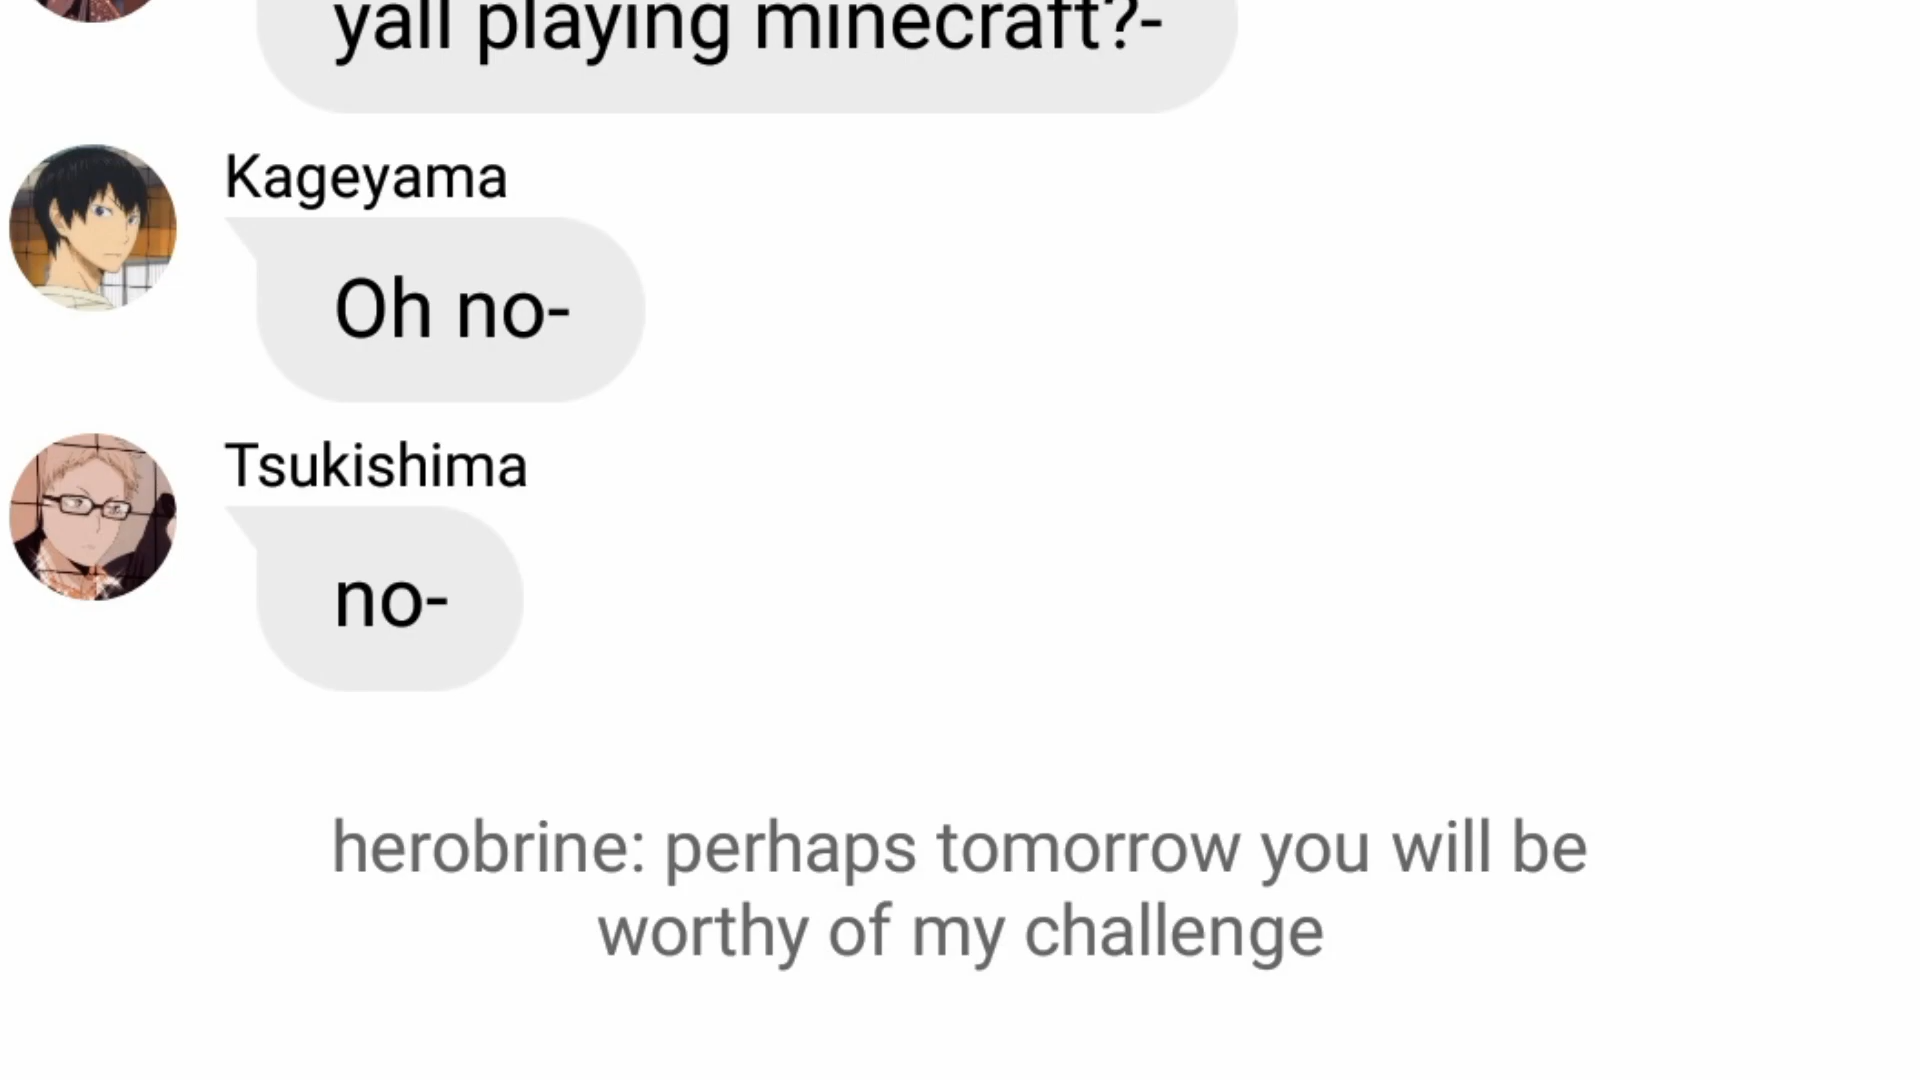 yall playing minecraft?-
Kageyama
Oh no-
Tsukishima
no-
herobrine: perhaps tomorrow you will be
worthy of my challenge